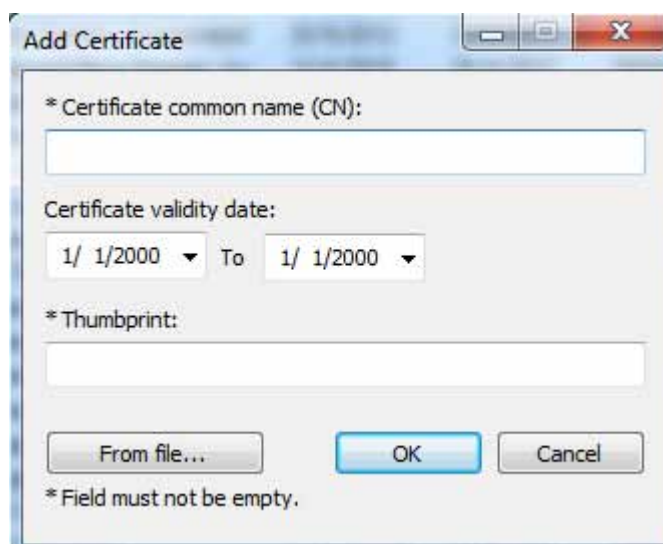 Add Certificate
* Certificate common name (CN):
Certificate validity date:
1/ 1/2000 To 1/ 1/2000
* Thumbprint:
From file... OK Cancel
* Field must not be empty.